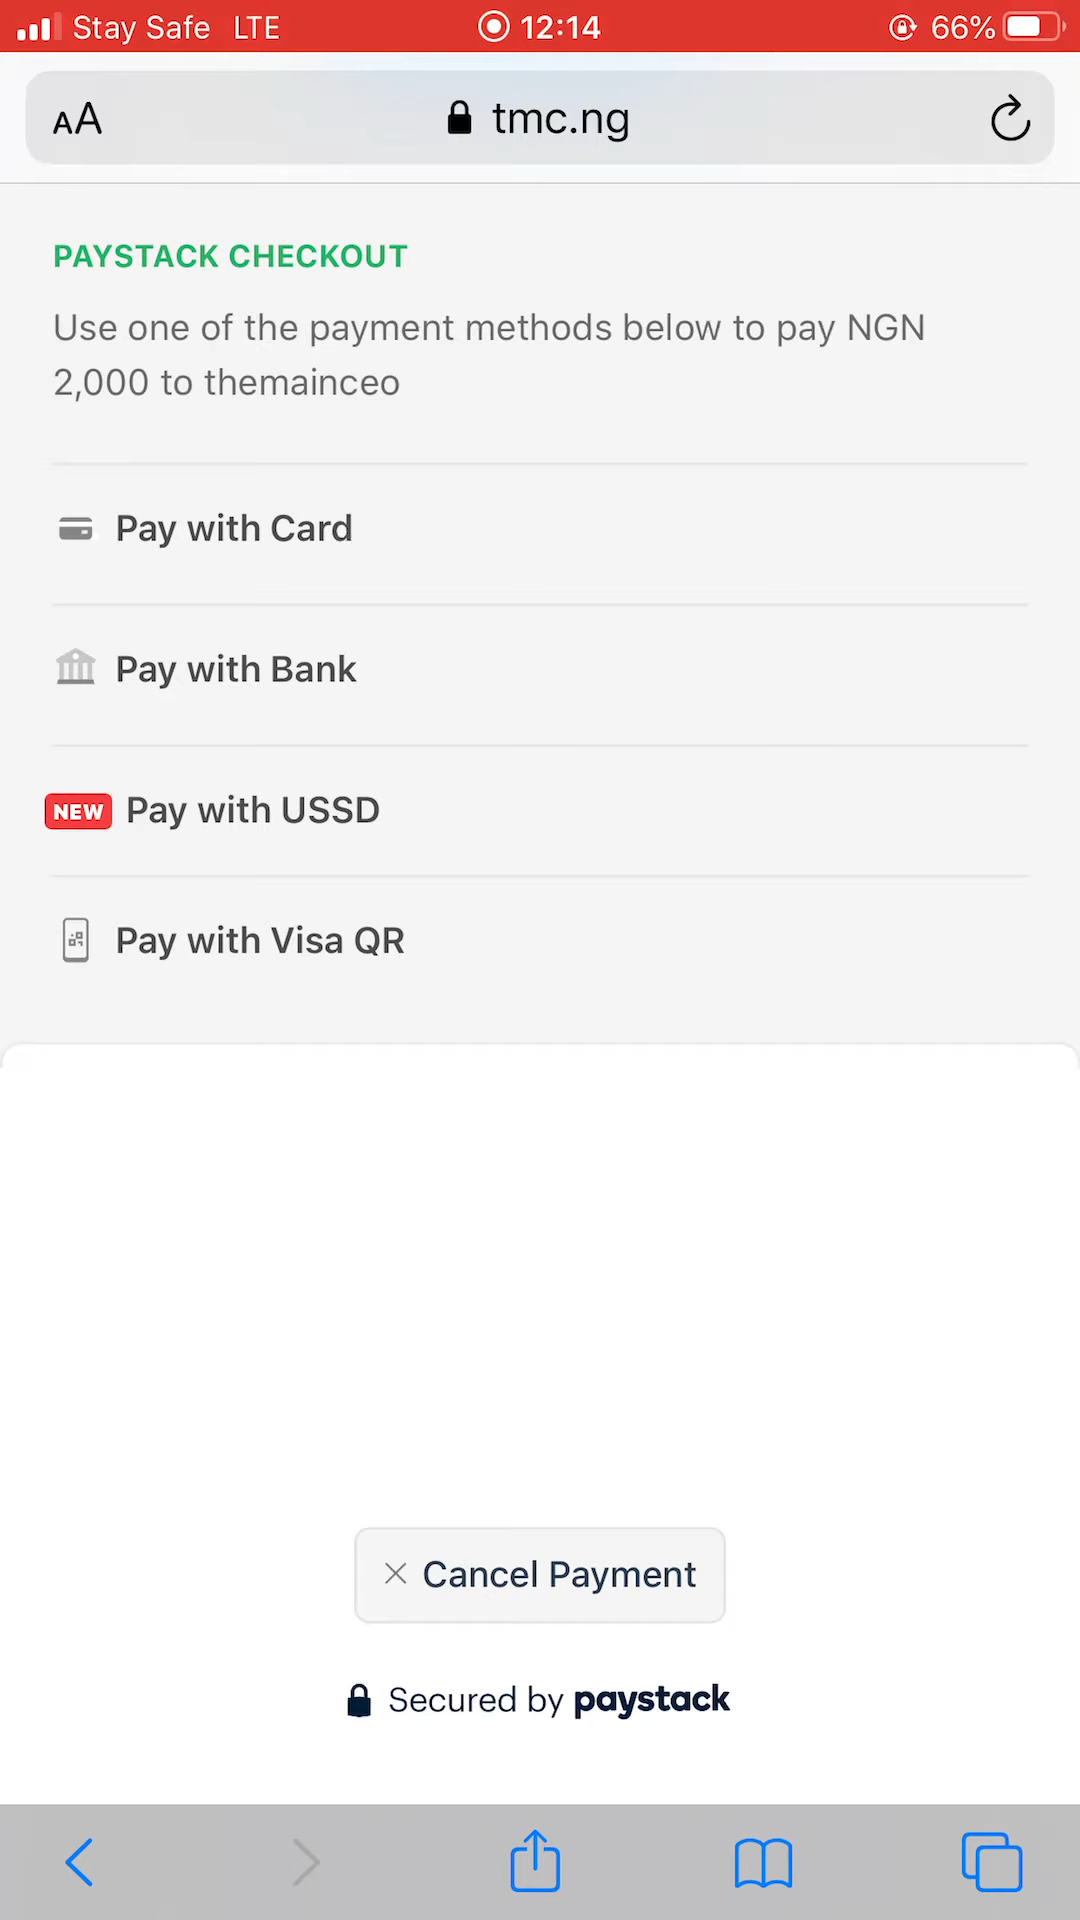 Stay Safe LTE 12:14 66%
AA tmc.ng
PAYSTACK CHECKOUT
Use one of the payment methods below to pay NGN
2,000 to themainceo
Pay with Card
Pay with Bank
NEW Pay with USSD
Pay with Visa QR
Cancel Payment
Secured by paystack